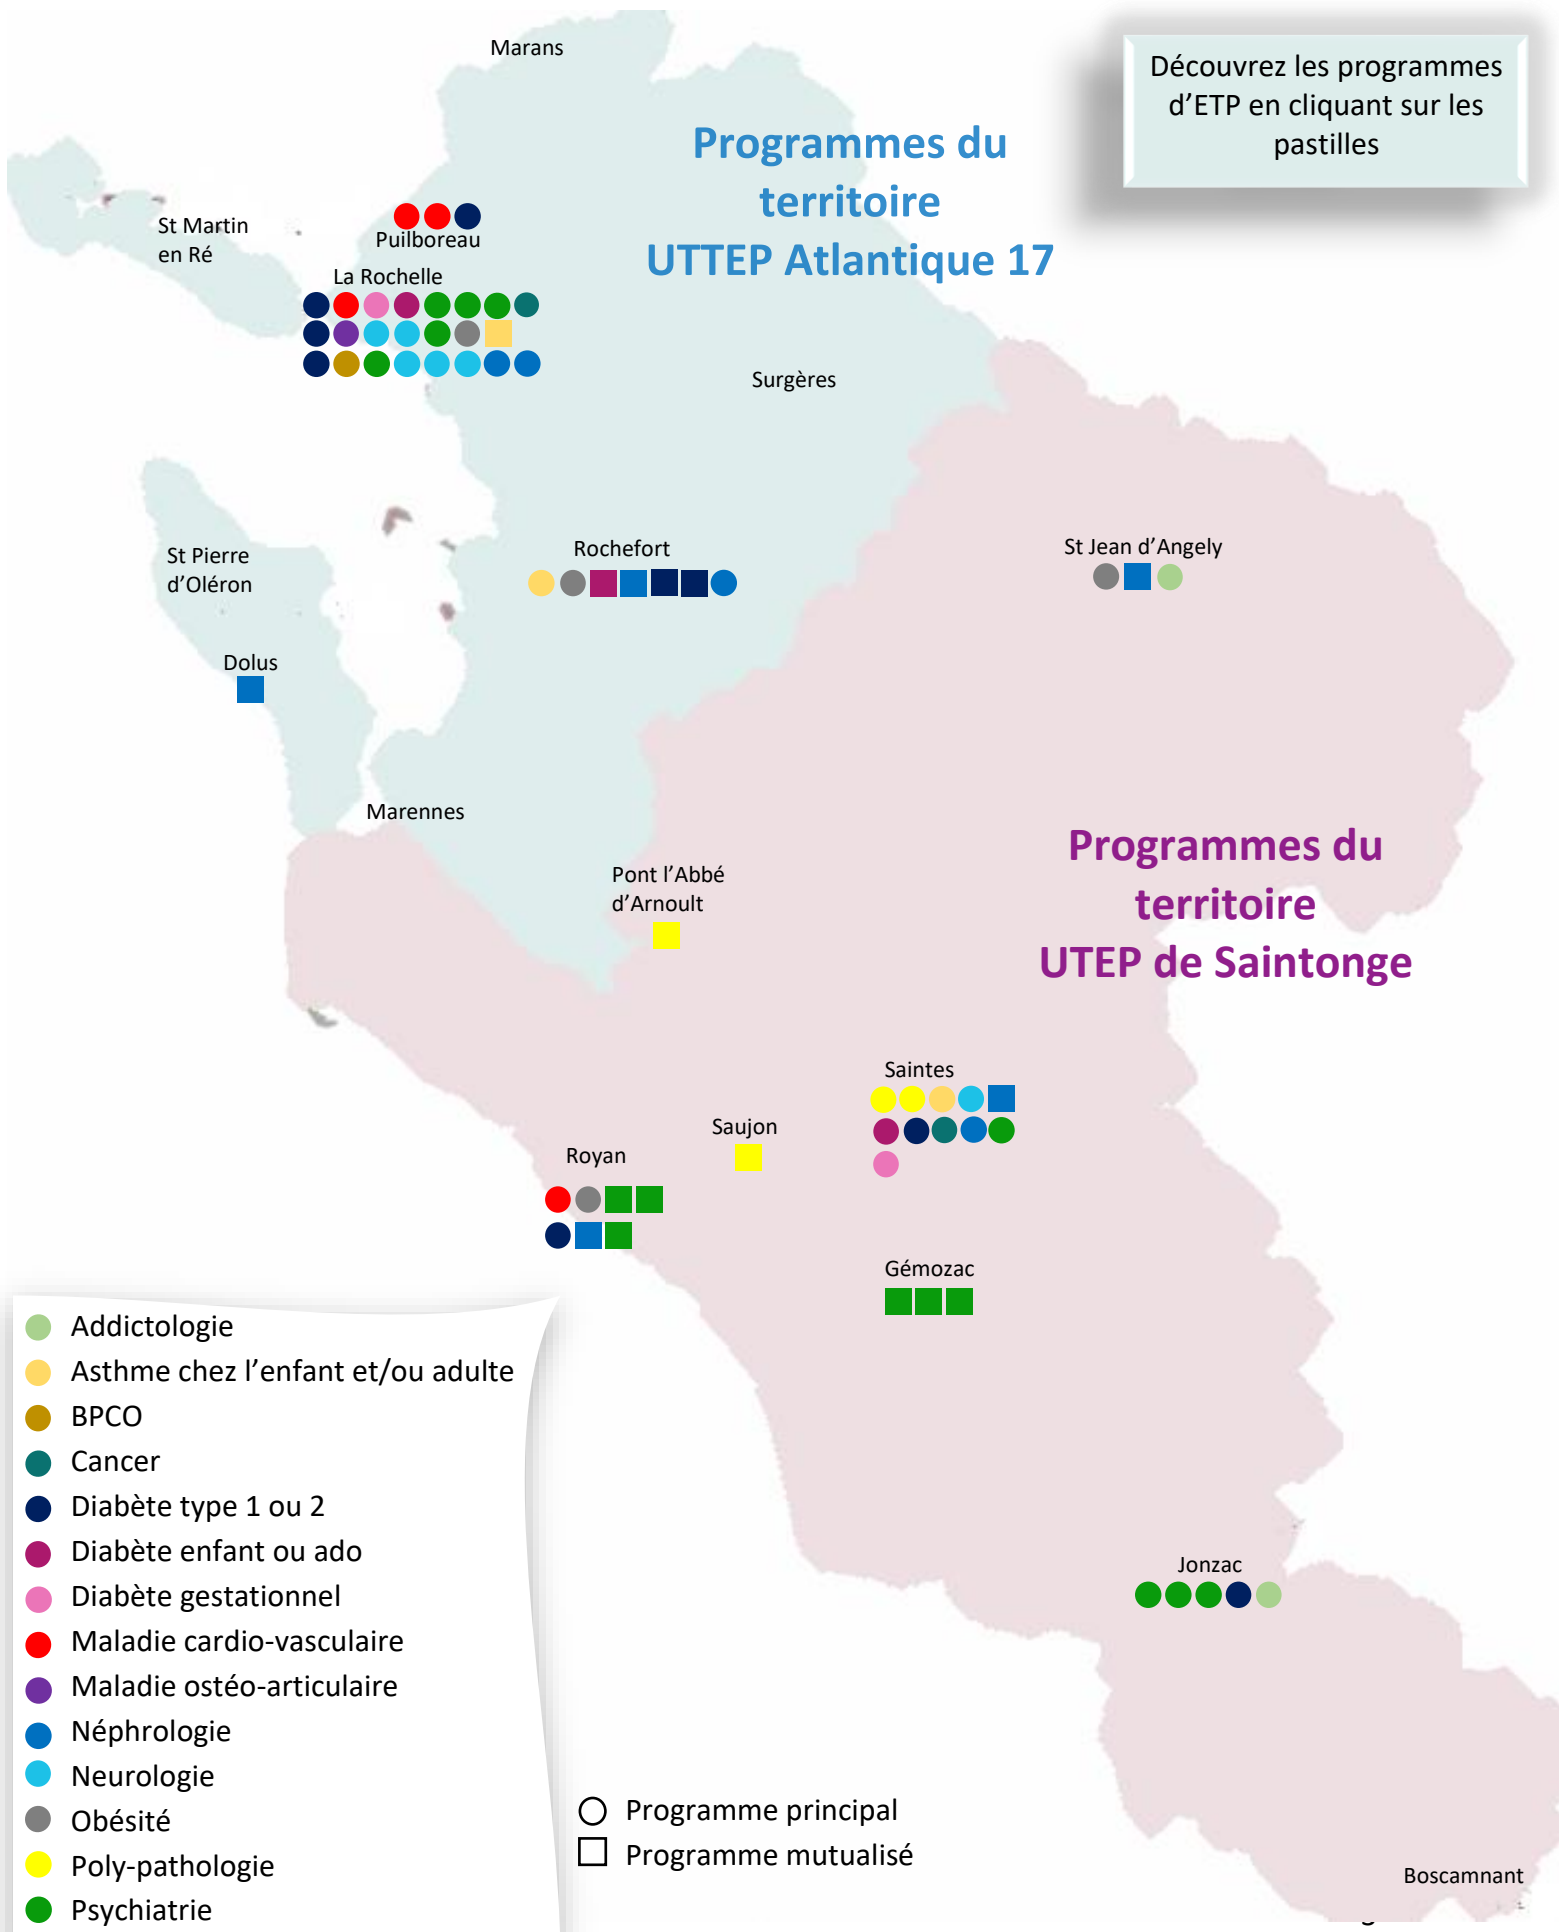 Marans
Découvrez les programmes
d'ETP en cliquant sur les
pastilles
Programmes du
territoire
UTTEP Atlantique 17
St Martin
en Ré
Puilboreau
La Rochelle
Surgères
St Pierre
d'Oléron
Rochefort
St Jean d'Angely
Dolus
Marennes
Programmes du
territoire
UTEP de Saintonge
Pont l'Abbé
d'Arnoult
Saintes
Saujon
Royan
Gémozac
Addictologie
Asthme chez l'enfant et/ou adulte
BPCO
Cancer
Diabète type 1 ou 2
Diabète enfant ou ado
Diabète gestationnel
Maladie cardio-vasculaire
Maladie ostéo-articulaire
Néphrologie
Neurologie
Obésité
Poly-pathologie
Psychiatrie
Jonzac
Programme principal
Programme mutualisé
Boscamnant